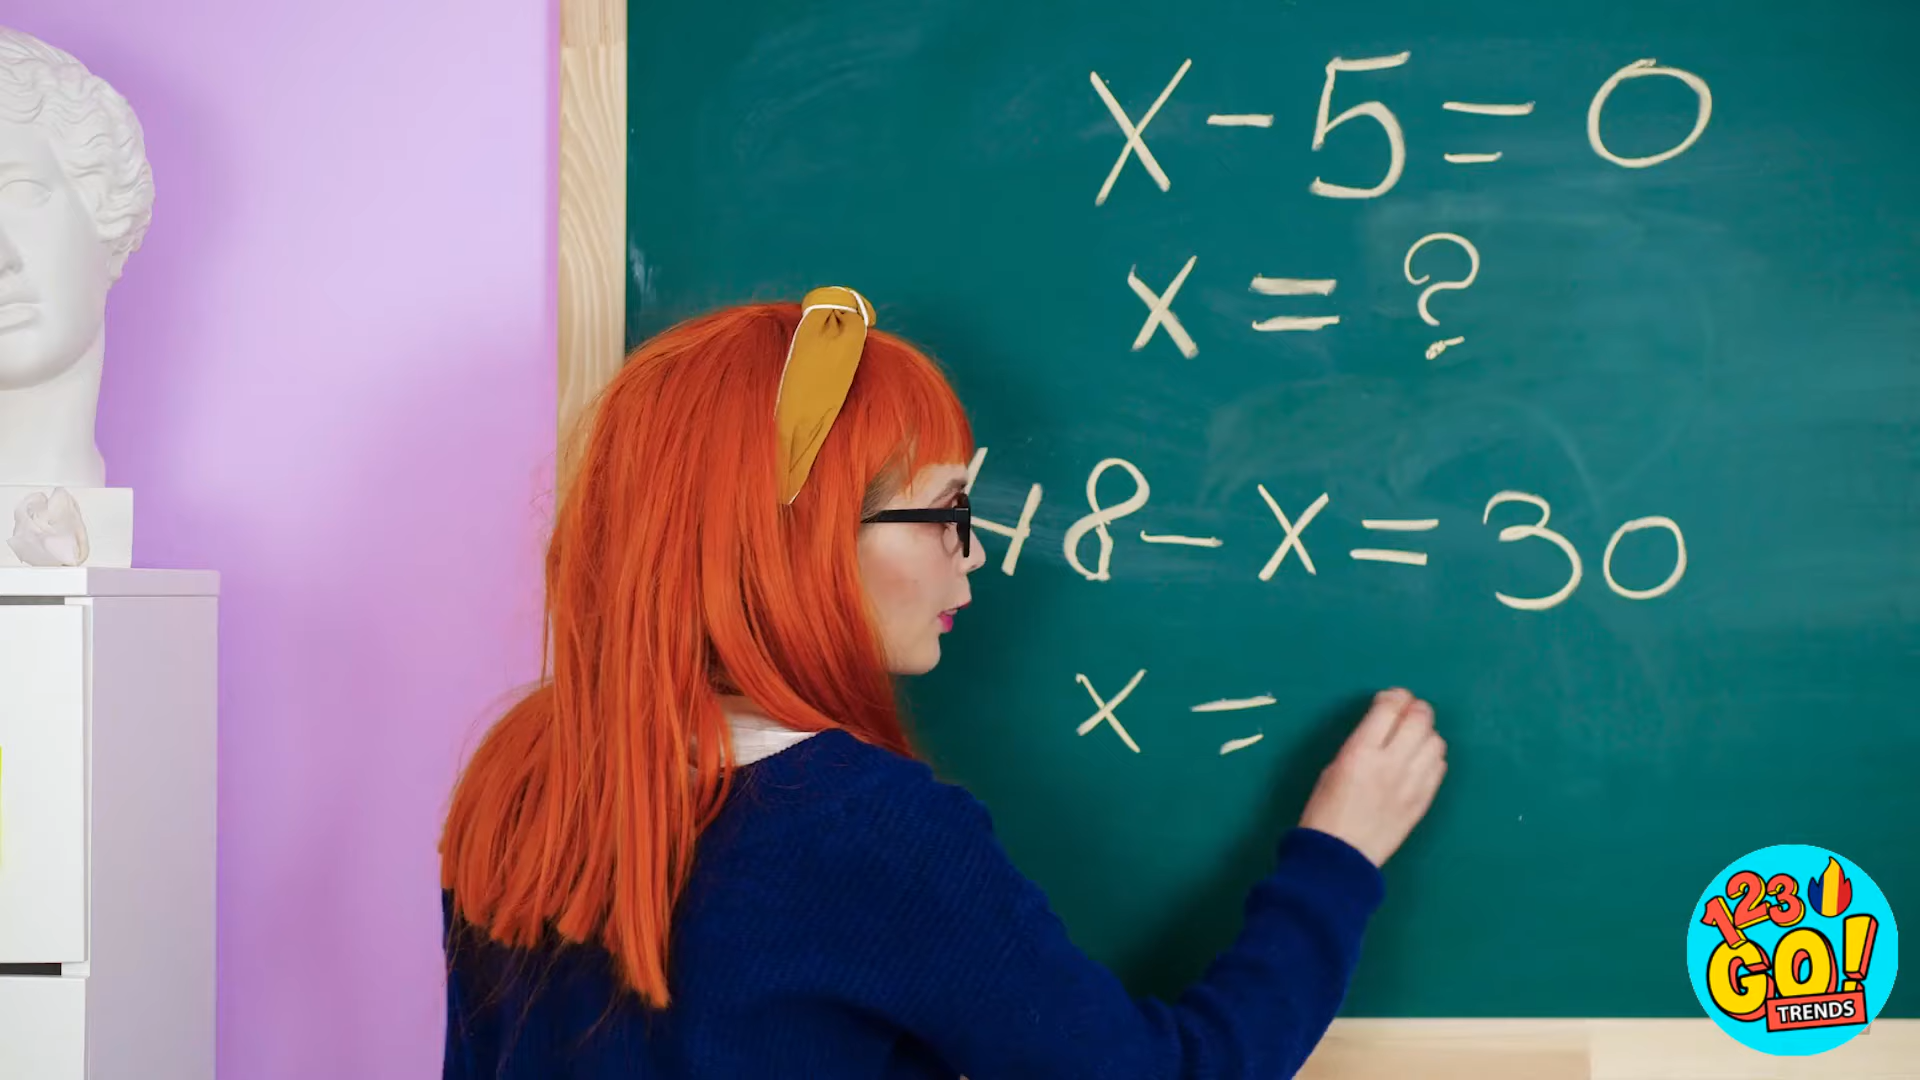 x - 5 = 0
x = ?
48 - x = 30
x =
123
GO!
TRENDS